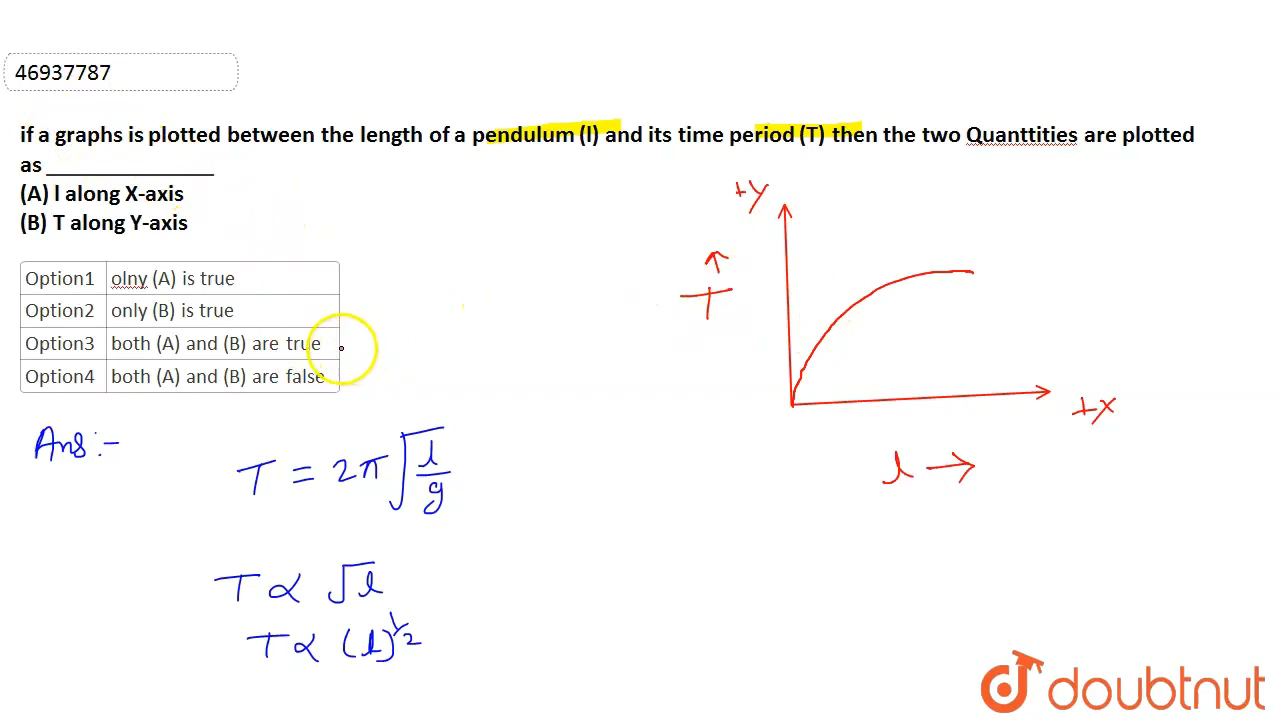 46937787
if a graphs is plotted between the length of a pendulum (l) and its time period (T) then the two Quanttities are plotted
as _______________
(A) l along X-axis
(B) T along Y-axis
Option1 olny (A) is true
Option2 only (B) is true
Option3 both (A) and (B) are true
Option4 both (A) and (B) are false
+y
T↑
+x
l →
Ans:-
T = 2π√(l/g)
T ∝ √l
T ∝ (l)^1/2
doubtnut